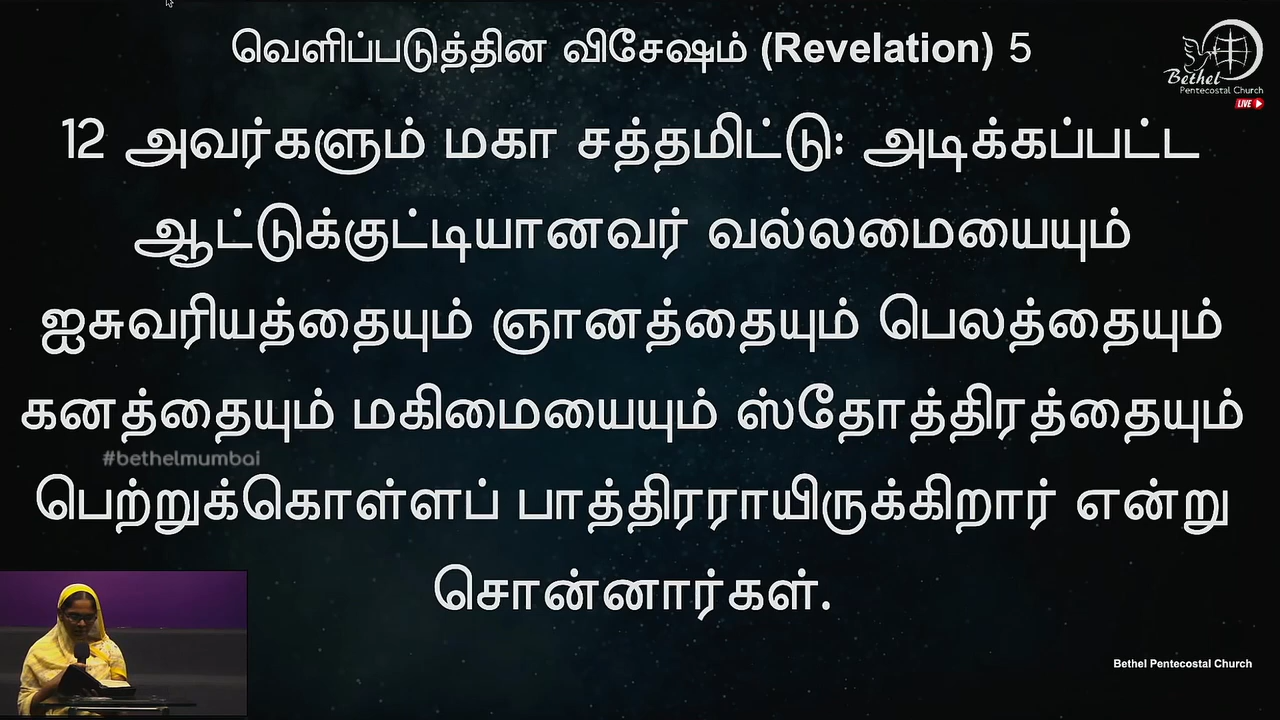 வெளிப்படுத்தின விசேஷம் (Revelation) 5
Bethel
Pentecostal Church
LIVE
12 அவர்களும் மகா சத்தமிட்டு: அடிக்கப்பட்ட
ஆட்டுக்குட்டியானவர் வல்லமையையும்
ஐசுவரியத்தையும் ஞானத்தையும் பெலத்தையும்
கனத்தையும் மகிமையையும் ஸ்தோத்திரத்தையும்
#bethelmumbai
பெற்றுக்கொள்ளப் பாத்திரராயிருக்கிறார் என்று
சொன்னார்கள்.
Bethel Pentecostal Church